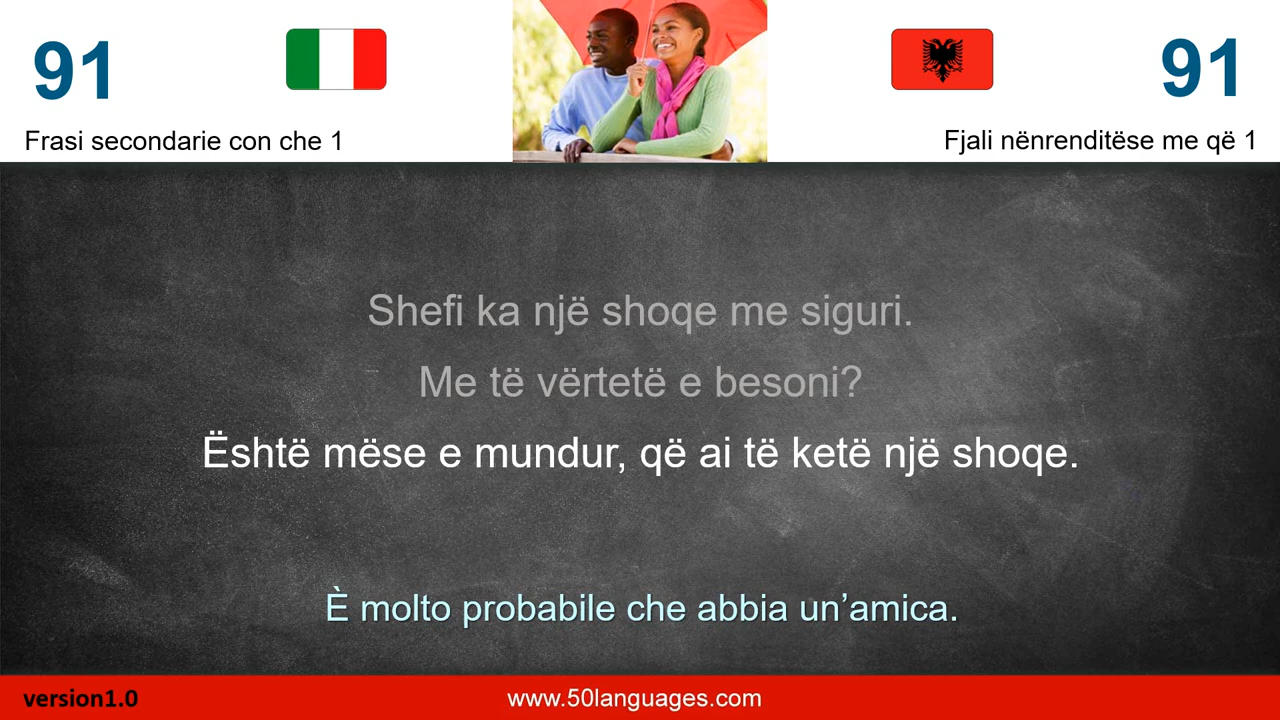 91
91
Frasi secondarie con che 1
Fjali nënrenditëse me që 1
Shefi ka një shoqe me siguri.
Me të vërtetë e besoni?
Është mëse e mundur, që ai të ketë një shoqe.
È molto probabile che abbia un’amica.
version1.0
www.50languages.com